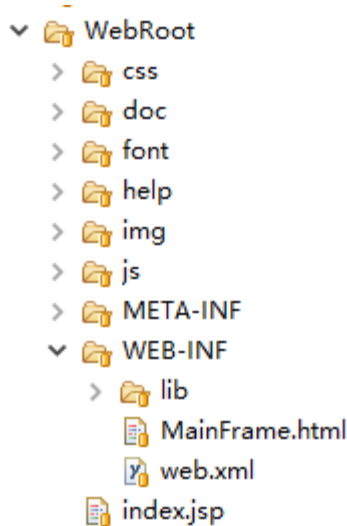 WebRoot
css
doc
font
help
img
js
META-INF
WEB-INF
lib
MainFrame.html
web.xml
index.jsp